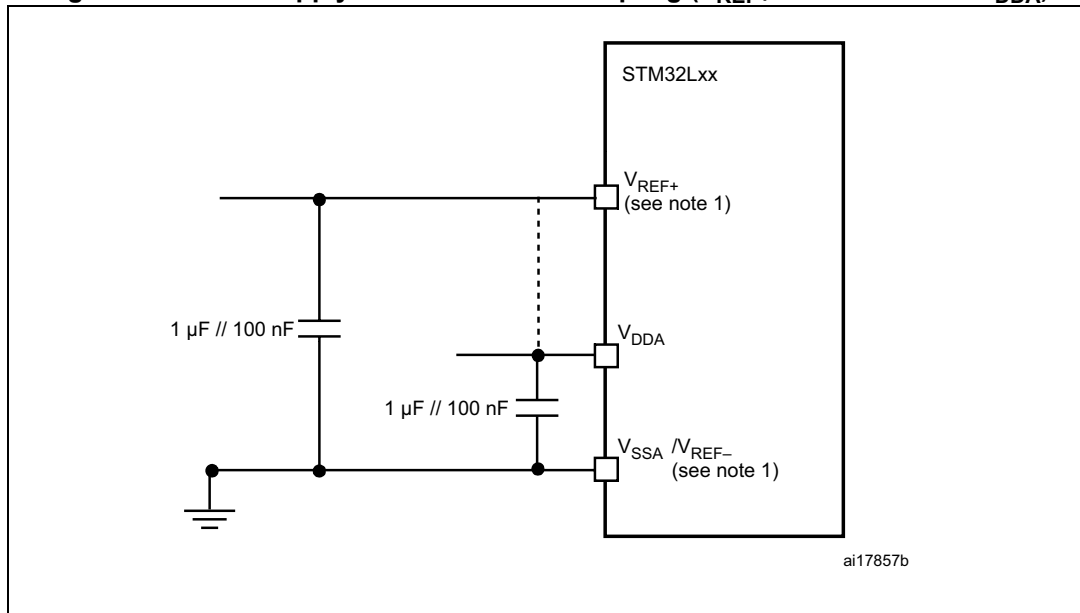 STM32Lxx
VREF+
(see note 1)
1 µF // 100 nF
VDDA
1 µF // 100 nF
VSSA /VREF–
(see note 1)
ai17857b